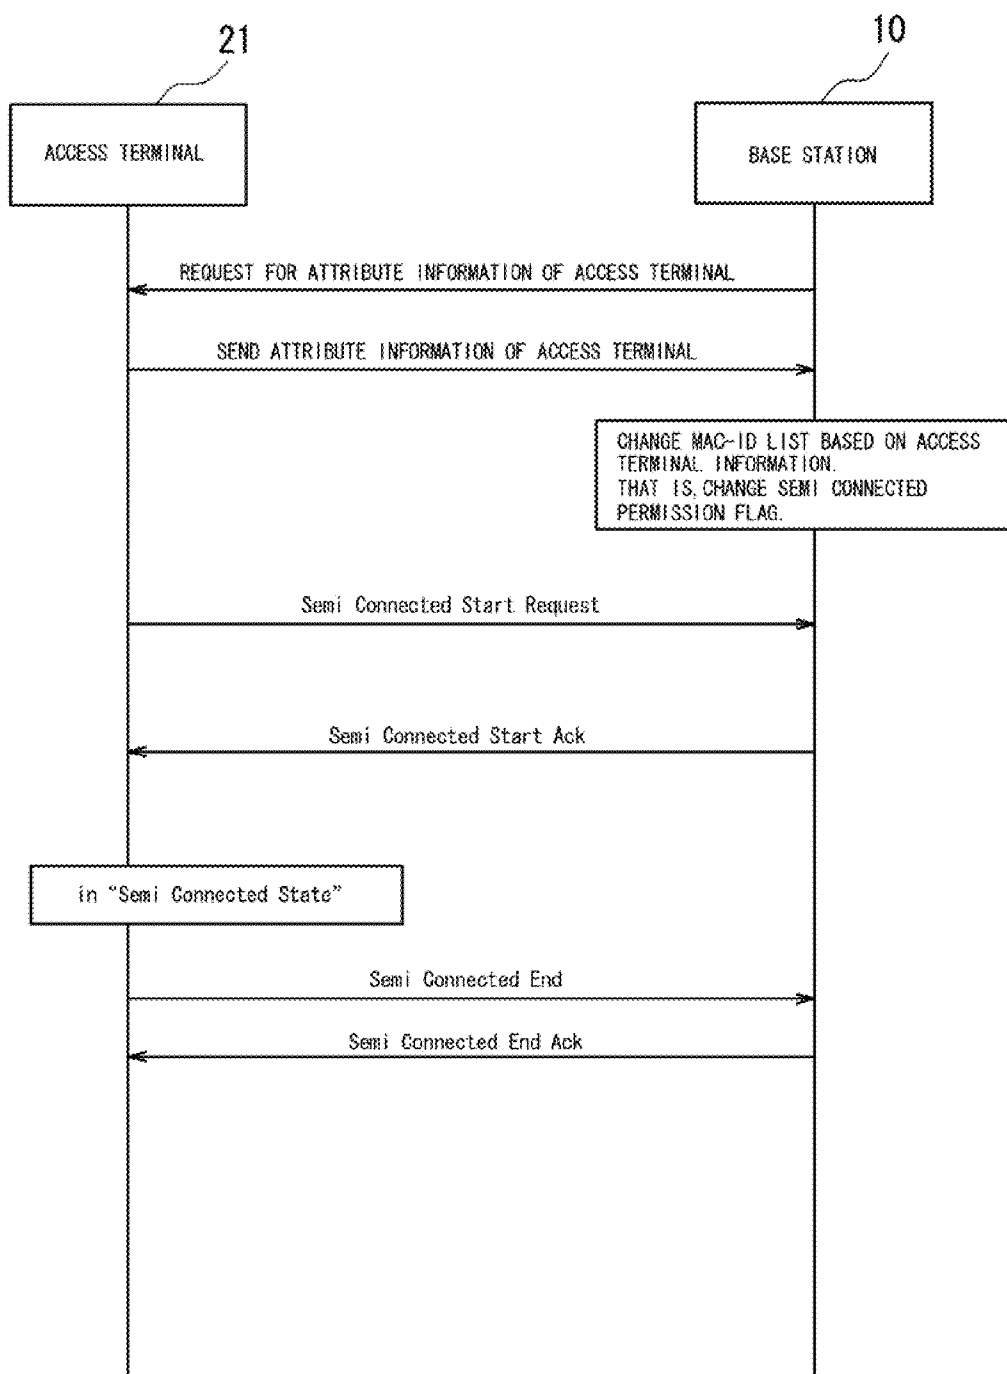 21
10
ACCESS TERMINAL
BASE STATION
REQUEST FOR ATTRIBUTE INFORMATION OF ACCESS TERMINAL
SEND ATTRIBUTE INFORMATION OF ACCESS TERMINAL
CHANGE MAC-ID LIST BASED ON ACCESS
TERMINAL INFORMATION.
THAT IS, CHANGE SEMI CONNECTED
PERMISSION FLAG.
Semi Connected Start Request
Semi Connected Start Ack
in "Semi Connected State"
Semi Connected End
Semi Connected End Ack